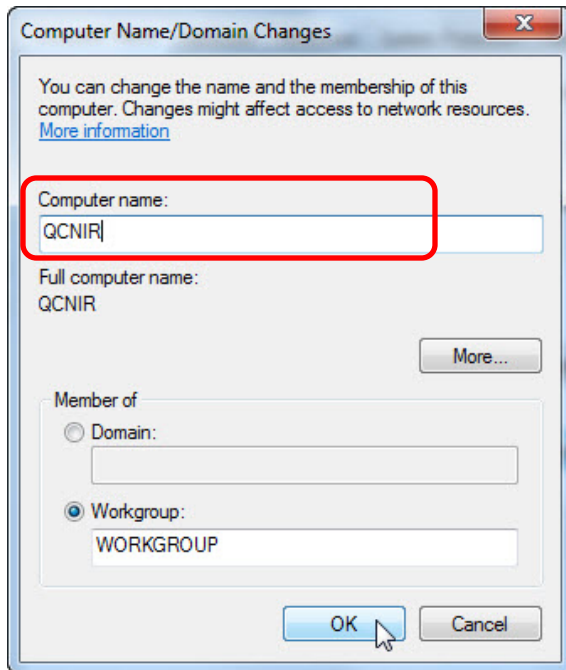 Computer Name/Domain Changes
You can change the name and the membership of this
computer. Changes might affect access to network resources.
More information
Computer name:
QCNIR
Full computer name:
QCNIR
More...
Member of
Domain:
Workgroup:
WORKGROUP
OK
Cancel